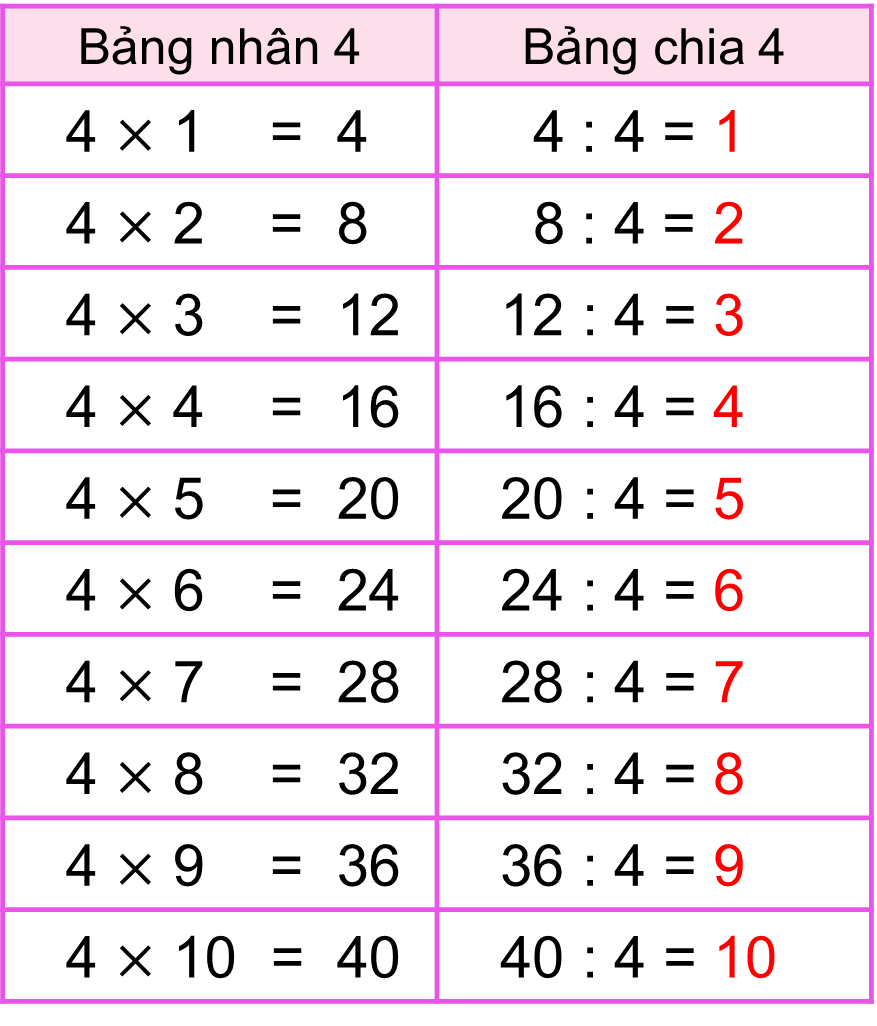 Bảng nhân 4 Bảng chia 4
4 × 1 = 4 4 : 4 = 1
4 × 2 = 8 8 : 4 = 2
4 × 3 = 12 12 : 4 = 3
4 × 4 = 16 16 : 4 = 4
4 × 5 = 20 20 : 4 = 5
4 × 6 = 24 24 : 4 = 6
4 × 7 = 28 28 : 4 = 7
4 × 8 = 32 32 : 4 = 8
4 × 9 = 36 36 : 4 = 9
4 × 10 = 40 40 : 4 = 10